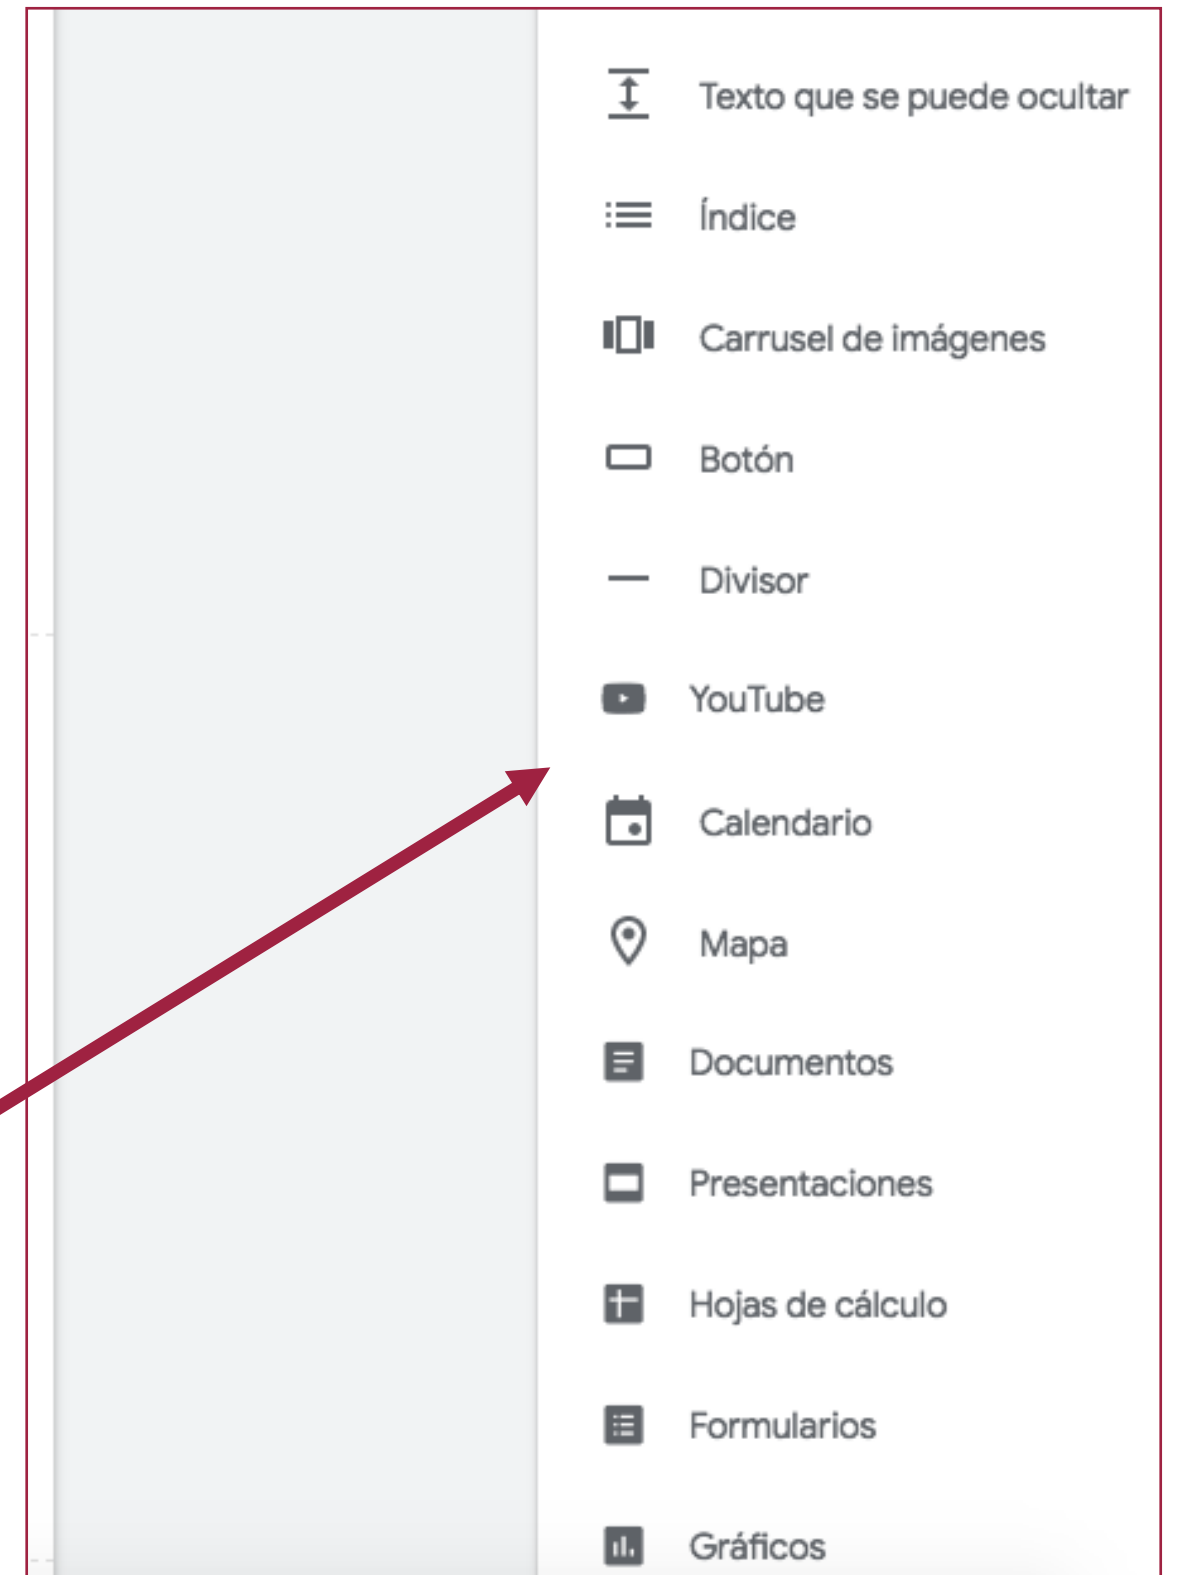 Texto que se puede ocultar
Índice
Carrusel de imágenes
Botón
Divisor
YouTube
Calendario
Mapa
Documentos
Presentaciones
Hojas de cálculo
Formularios
Gráficos